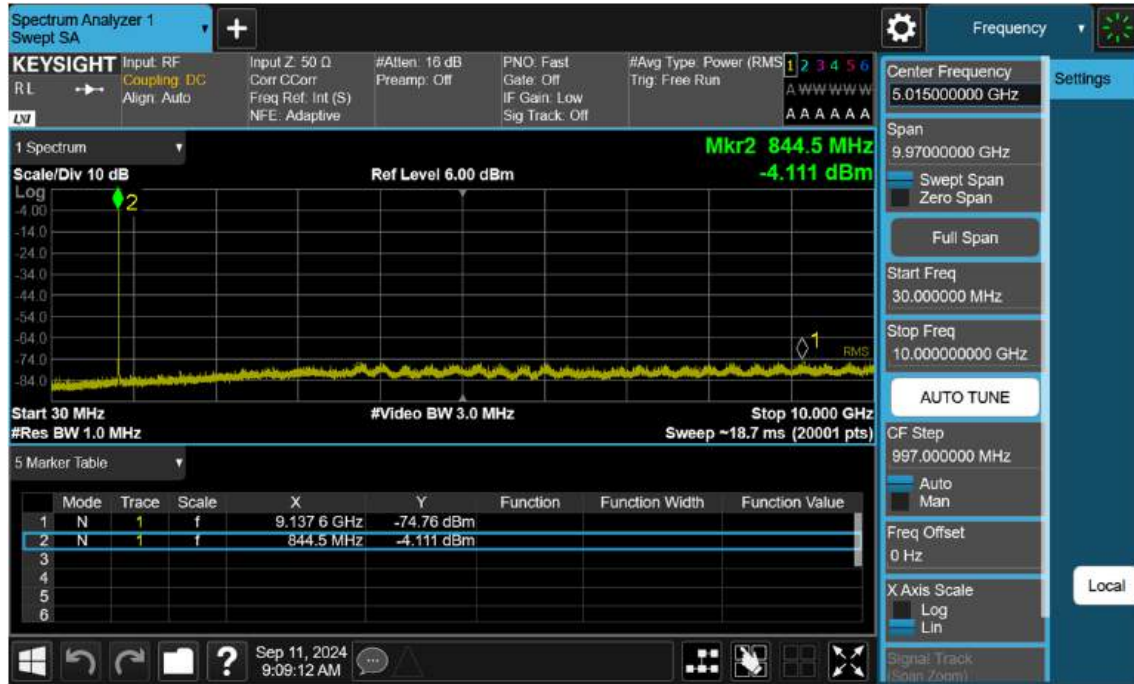 Spectrum Analyzer 1
Swept SA
Frequency
KEYSIGHT
RL
LXI
Input: RF
Coupling: DC
Align: Auto
Input Z: 50 Ω
Corr CCorr
Freq Ref: Int (S)
NFE: Adaptive
#Atten: 16 dB
Preamp: Off
PNO: Fast
Gate: Off
IF Gain: Low
Sig Track: Off
#Avg Type: Power (RMS
Trig: Free Run
1 2 3 4 5 6
A W W W W W
A A A A A A
1 Spectrum
Mkr2 844.5 MHz
Scale/Div 10 dB
Ref Level 6.00 dBm
-4.111 dBm
Log
2
-4.00
-14.0
-24.0
-34.0
-44.0
-54.0
-64.0
1
-74.0
RMS
-84.0
Start 30 MHz
#Video BW 3.0 MHz
Stop 10.000 GHz
#Res BW 1.0 MHz
Sweep ~18.7 ms (20001 pts)
5 Marker Table
Mode Trace Scale X Y Function Function Width Function Value
1 N 1 f 9.137 6 GHz -74.76 dBm
2 N 1 f 844.5 MHz -4.111 dBm
3
4
5
6
Sep 11, 2024
9:09:12 AM
?
Center Frequency
5.015000000 GHz
Settings
Span
9.97000000 GHz
Swept Span
Zero Span
Full Span
Start Freq
30.000000 MHz
Stop Freq
10.000000000 GHz
AUTO TUNE
CF Step
997.000000 MHz
Auto
Man
Freq Offset
0 Hz
X Axis Scale
Log
Lin
Local
Signal Track
(Span Zoom)